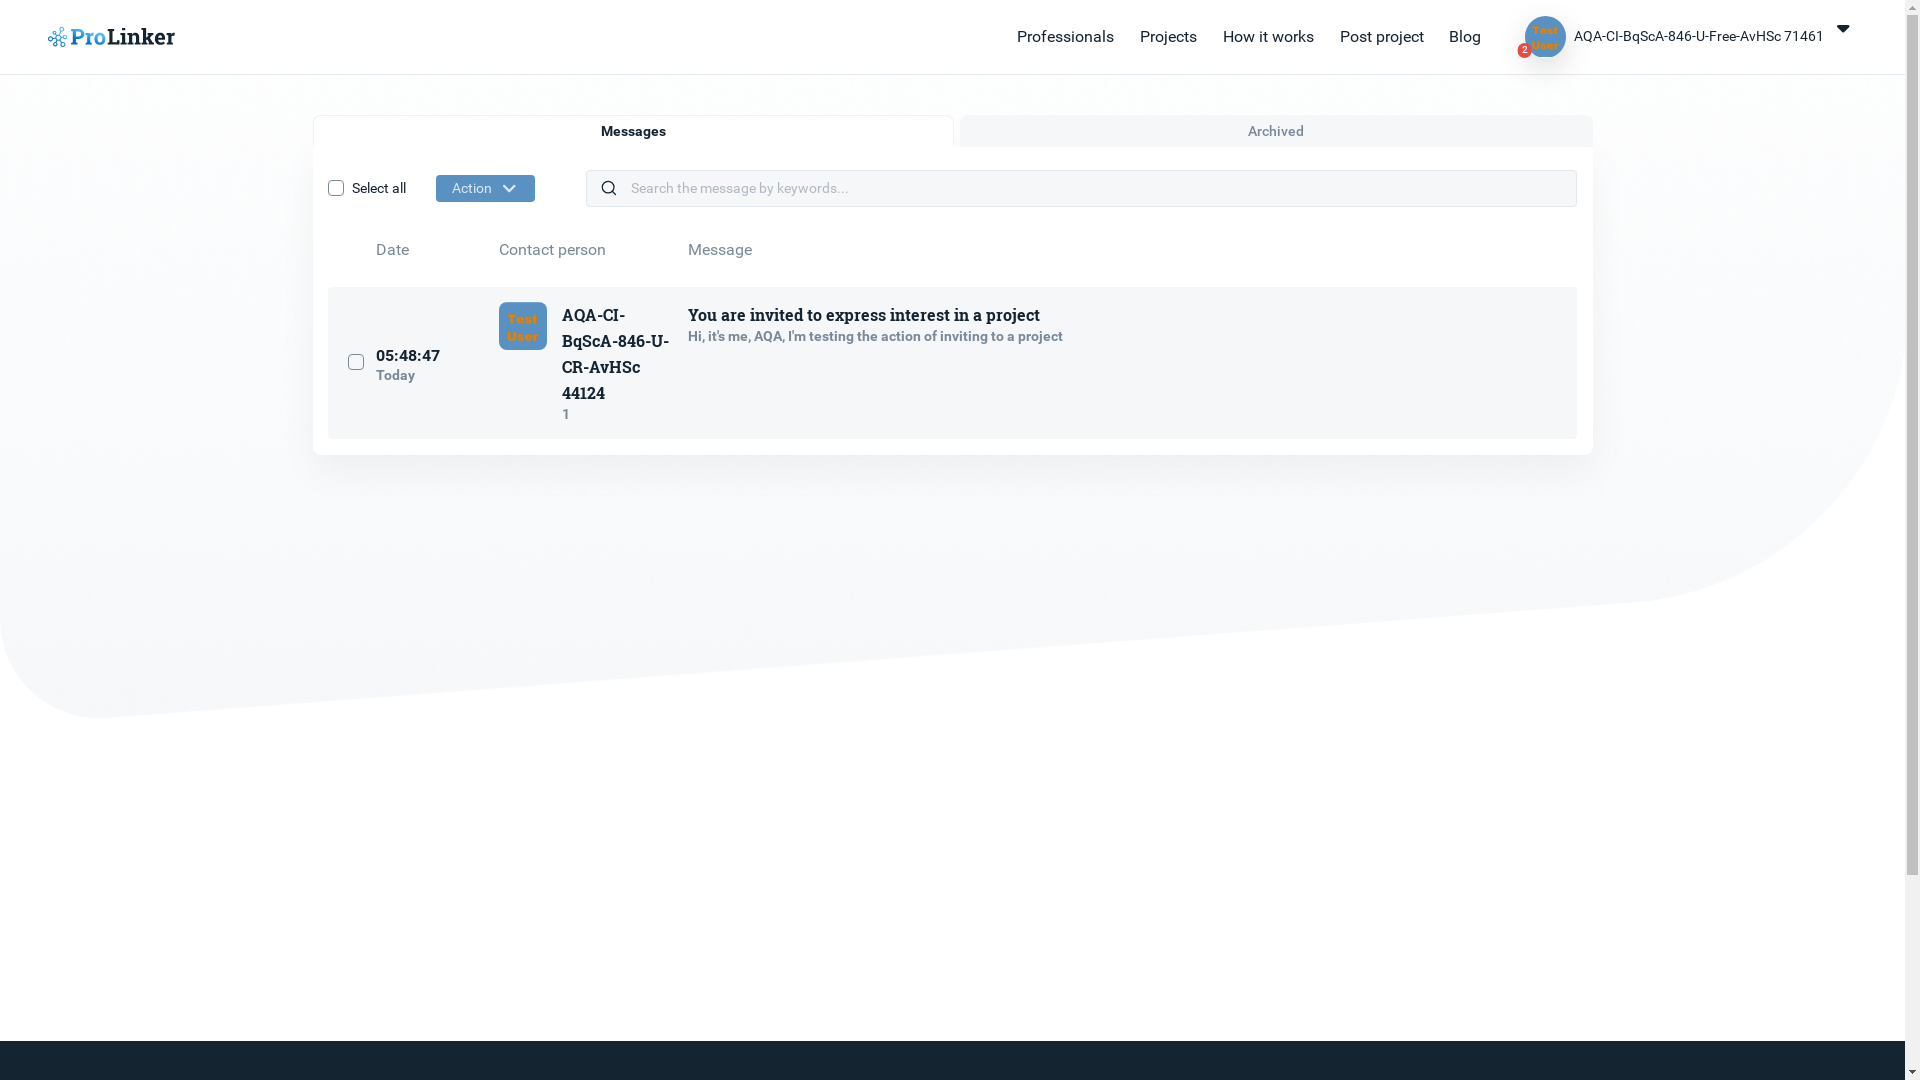 ProLinker
Professionals
Projects
How it works
Post project
Blog
Test
User
2
AQA-CI-BqScA-846-U-Free-AvHSc 71461
Messages
Archived
Select all
Action
Search the message by keywords...
Date
Contact person
Message
05:48:47
Today
Test
User
AQA-CI-
BqScA-846-U-
CR-AvHSc
44124
1
You are invited to express interest in a project
Hi, it's me, AQA, I'm testing the action of inviting to a project